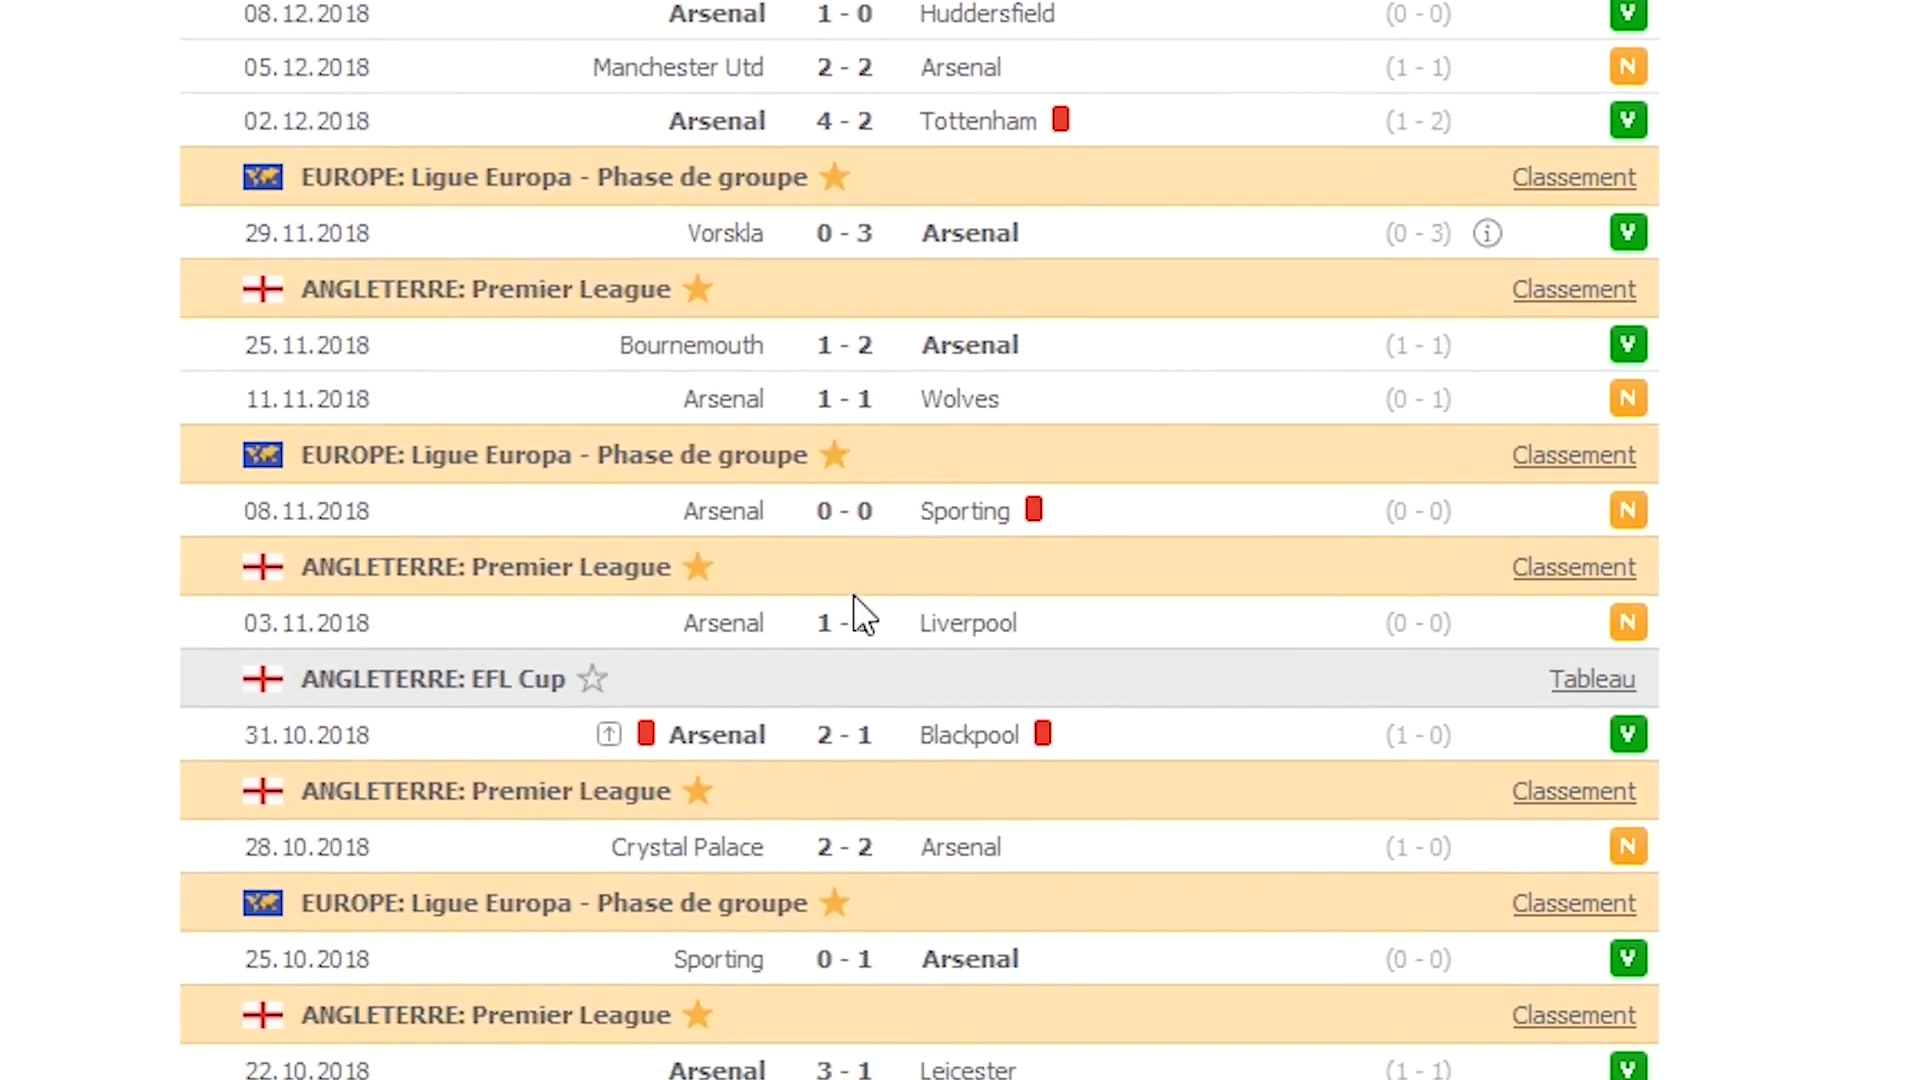 08.12.2018 Arsenal 1 - 0 Huddersfield (0 - 0) V
05.12.2018 Manchester Utd 2 - 2 Arsenal (1 - 1) N
02.12.2018 Arsenal 4 - 2 Tottenham (1 - 2) V
EUROPE: Ligue Europa - Phase de groupe Classement
29.11.2018 Vorskla 0 - 3 Arsenal (0 - 3) i V
ANGLETERRE: Premier League Classement
25.11.2018 Bournemouth 1 - 2 Arsenal (1 - 1) V
11.11.2018 Arsenal 1 - 1 Wolves (0 - 1) N
EUROPE: Ligue Europa - Phase de groupe Classement
08.11.2018 Arsenal 0 - 0 Sporting (0 - 0) N
ANGLETERRE: Premier League Classement
03.11.2018 Arsenal 1 - Liverpool (0 - 0) N
ANGLETERRE: EFL Cup Tableau
31.10.2018 Arsenal 2 - 1 Blackpool (1 - 0) V
ANGLETERRE: Premier League Classement
28.10.2018 Crystal Palace 2 - 2 Arsenal (1 - 0) N
EUROPE: Ligue Europa - Phase de groupe Classement
25.10.2018 Sporting 0 - 1 Arsenal (0 - 0) V
ANGLETERRE: Premier League Classement
22.10.2018 Arsenal 3 - 1 Leicester (1 - 1) V